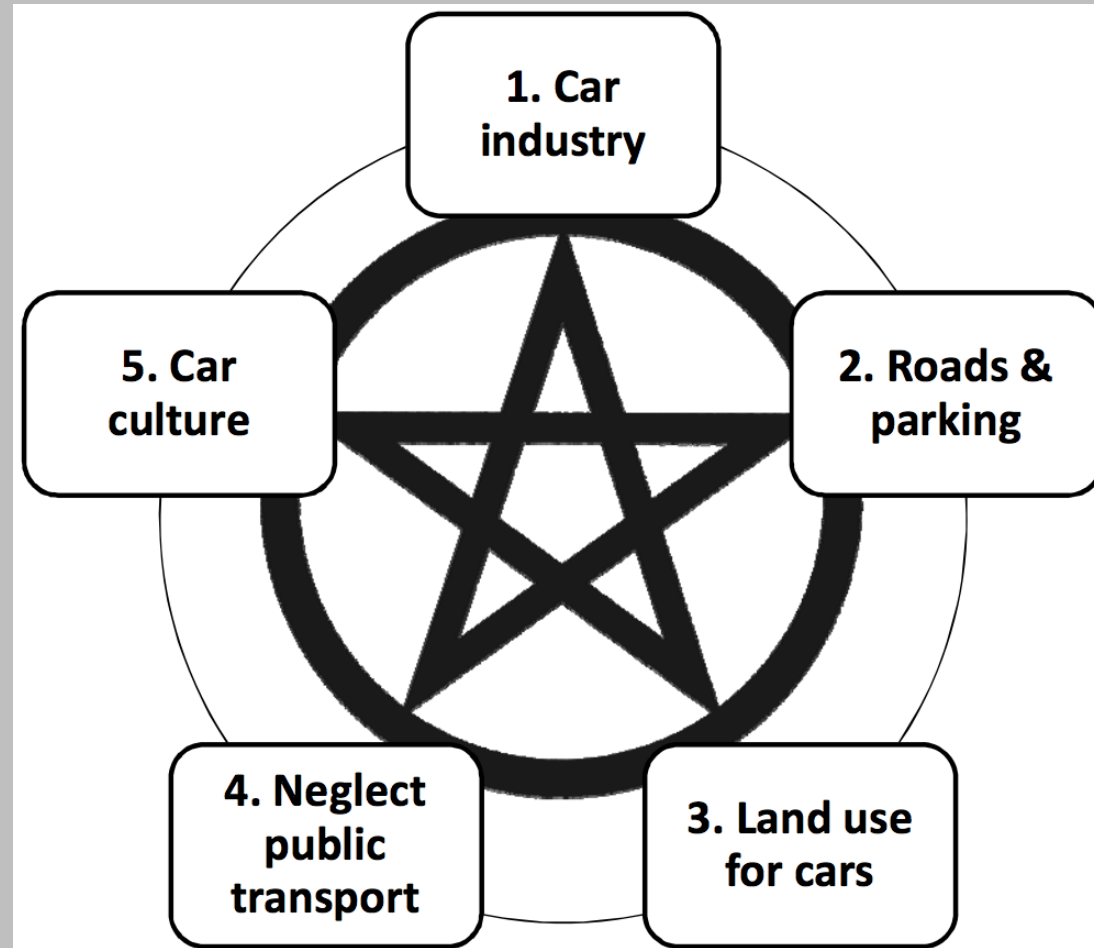 1. Car
industry
2. Roads &
parking
3. Land use
for cars
4. Neglect
public
transport
5. Car
culture